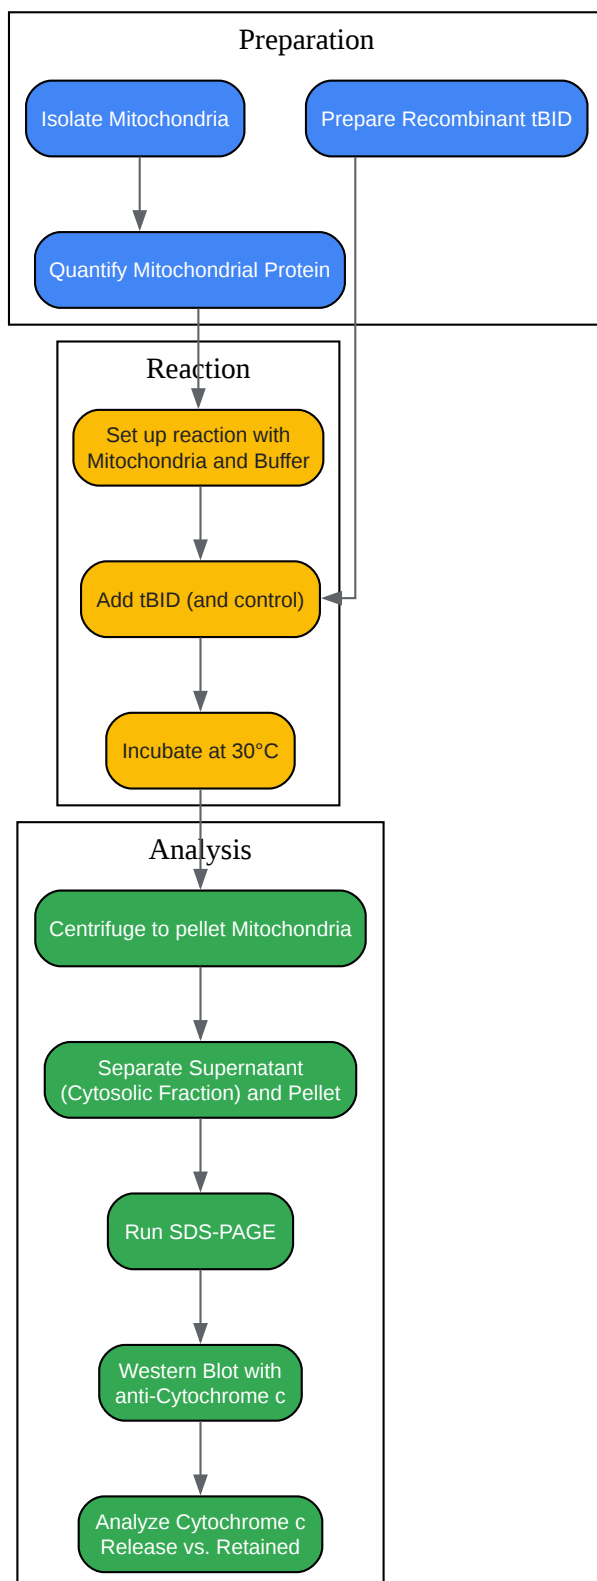 Preparation
Isolate Mitochondria
Prepare Recombinant tBID
Quantify Mitochondrial Protein
Reaction
Set up reaction with
Mitochondria and Buffer
Add tBID (and control)
Incubate at 30°C
Analysis
Centrifuge to pellet Mitochondria
Separate Supernatant
(Cytosolic Fraction) and Pellet
Run SDS-PAGE
Western Blot with
anti-Cytochrome c
Analyze Cytochrome c
Release vs. Retained